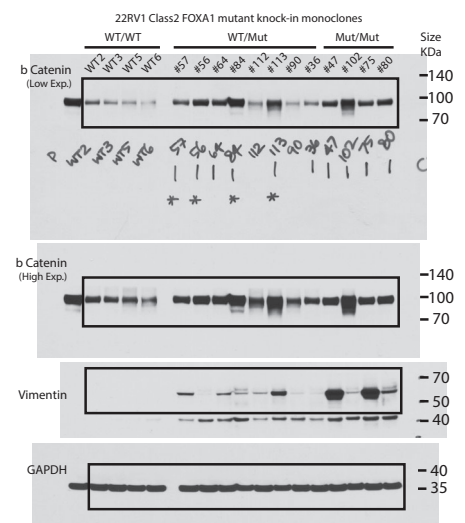 22RV1 Class2 FOXA1 mutant knock-in monoclones
WT/WT WT/Mut Mut/Mut Size KDa
WT2 WT3 WT5 WT6 #57 #56 #64 #84 #112 #113 #90 #36 #47 #102 #75 #80
b Catenin
(Low Exp.)
140
100
70
P WT2 WT3 WT5 WT6 57 56 64 84 112 113 90 36 47 102 75 80 C
* * * *
b Catenin
(High Exp.)
140
100
70
Vimentin
70
50
40
GAPDH
40
35